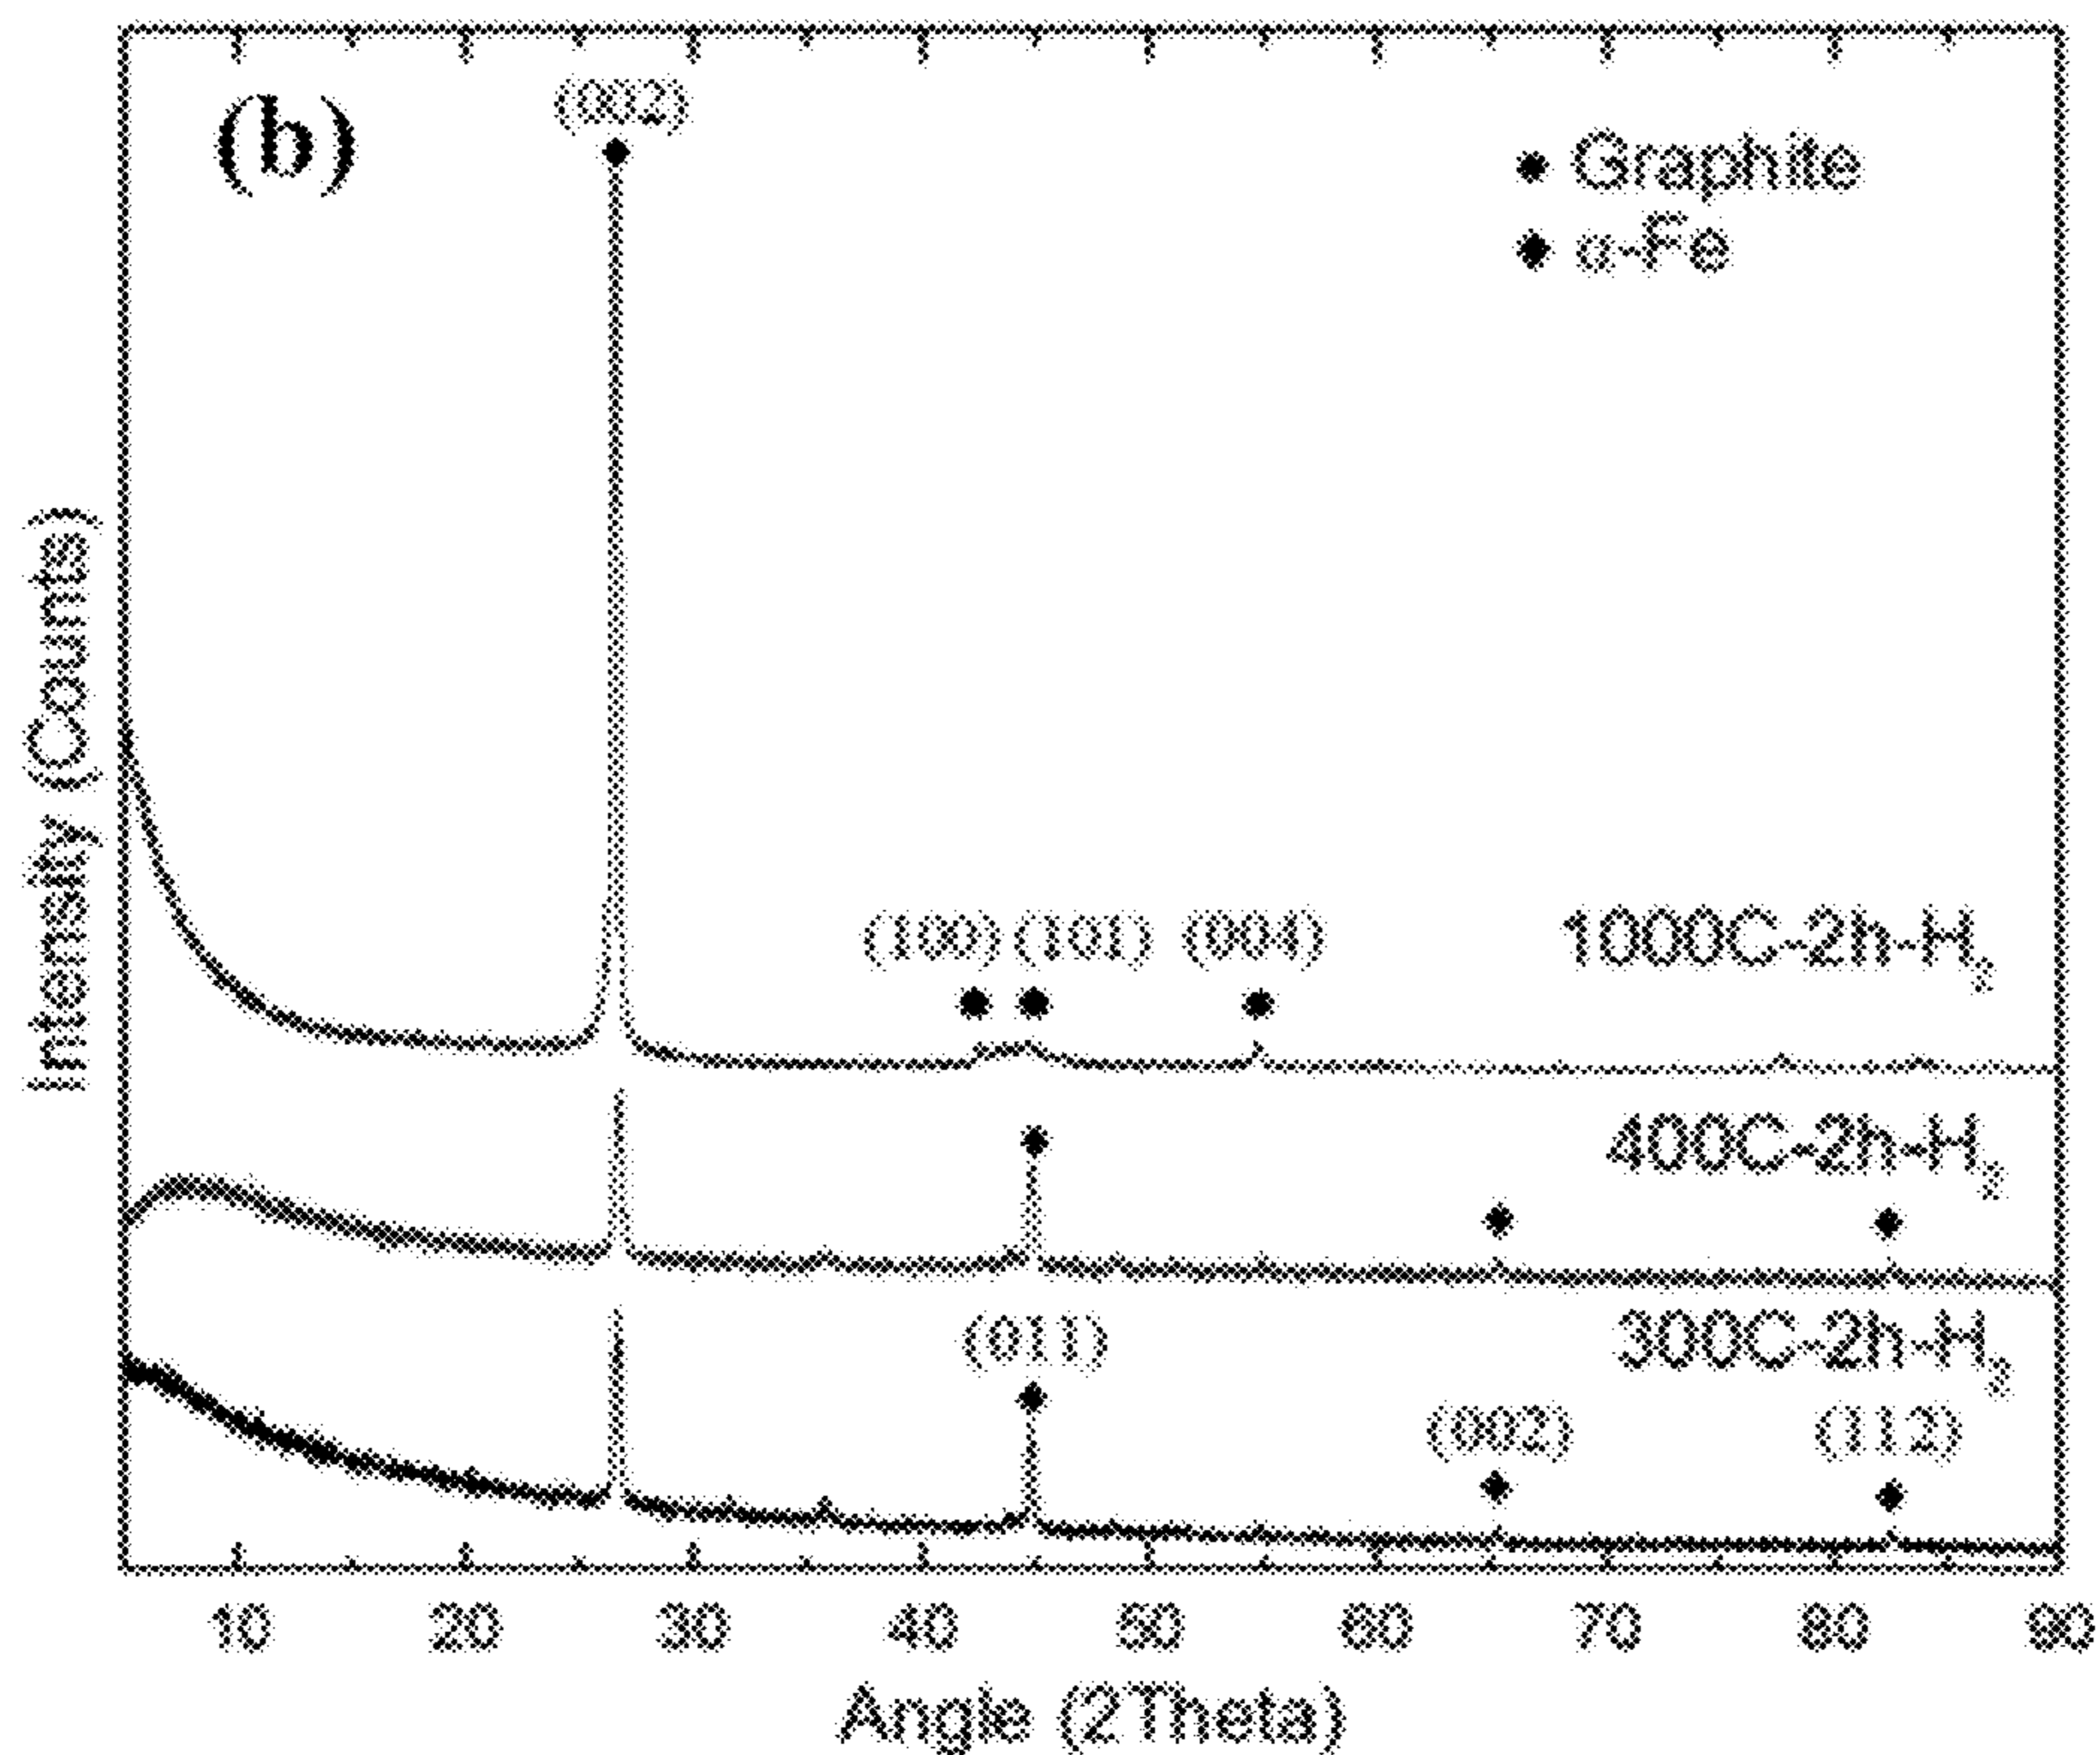 (b)
(002)
Graphite
α-Fe
Intensity (Counts)
(100) (101) (004)
1000C-2h-H2
400C-2h-H2
(011)
300C-2h-H2
(002)
(112)
10 20 30 40 50 60 70 80 90
Angle (2Theta)